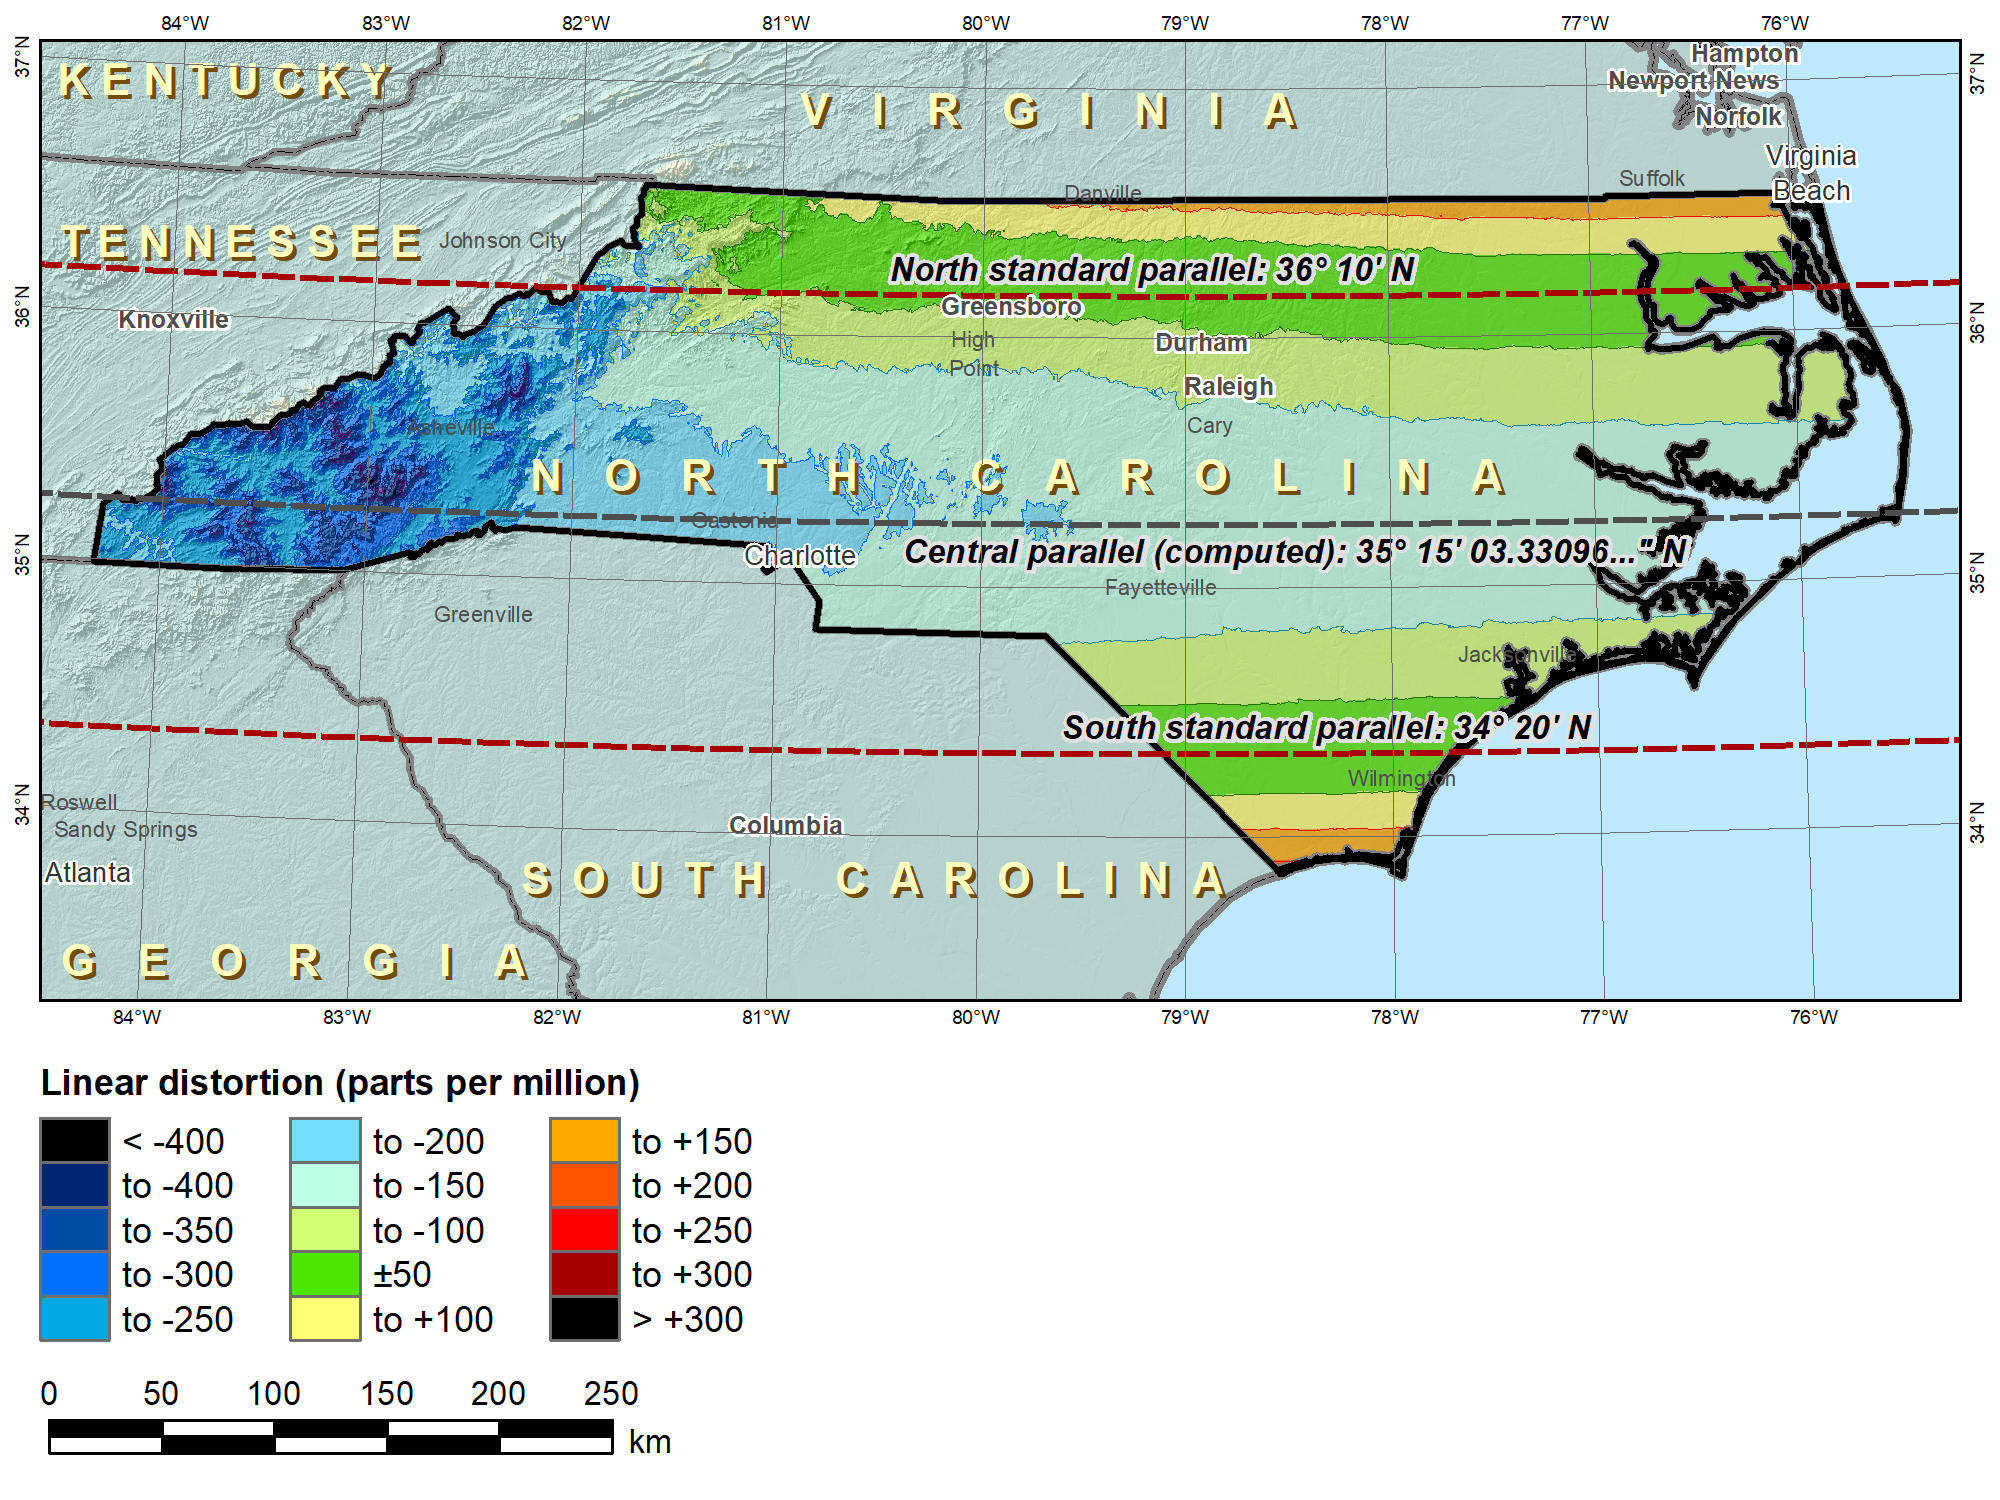 84°W 83°W 82°W 81°W 80°W 79°W 78°W 77°W 76°W
37°N
37°N
Hampton
KENTUCKY
Newport News
VIRGINIA
Norfolk
Virginia
Beach
Suffolk
Danville
TENNESSEE
Johnson City
North standard parallel: 36° 10' N
36°N
36°N
Knoxville
Greensboro
High
Point
Durham
Raleigh
Asheville
Cary
NORTH CAROLINA
Gastonia
Charlotte
Central parallel (computed): 35° 15' 03.33096..." N
35°N
35°N
Fayetteville
Greenville
Jacksonville
South standard parallel: 34° 20' N
Wilmington
34°N
34°N
Roswell
Sandy Springs
Columbia
Atlanta
SOUTH CAROLINA
GEORGIA
84°W 83°W 82°W 81°W 80°W 79°W 78°W 77°W 76°W
Linear distortion (parts per million)
< -400
to -400
to -350
to -300
to -250
to -200
to -150
to -100
±50
to +100
to +150
to +200
to +250
to +300
> +300
0 50 100 150 200 250
km